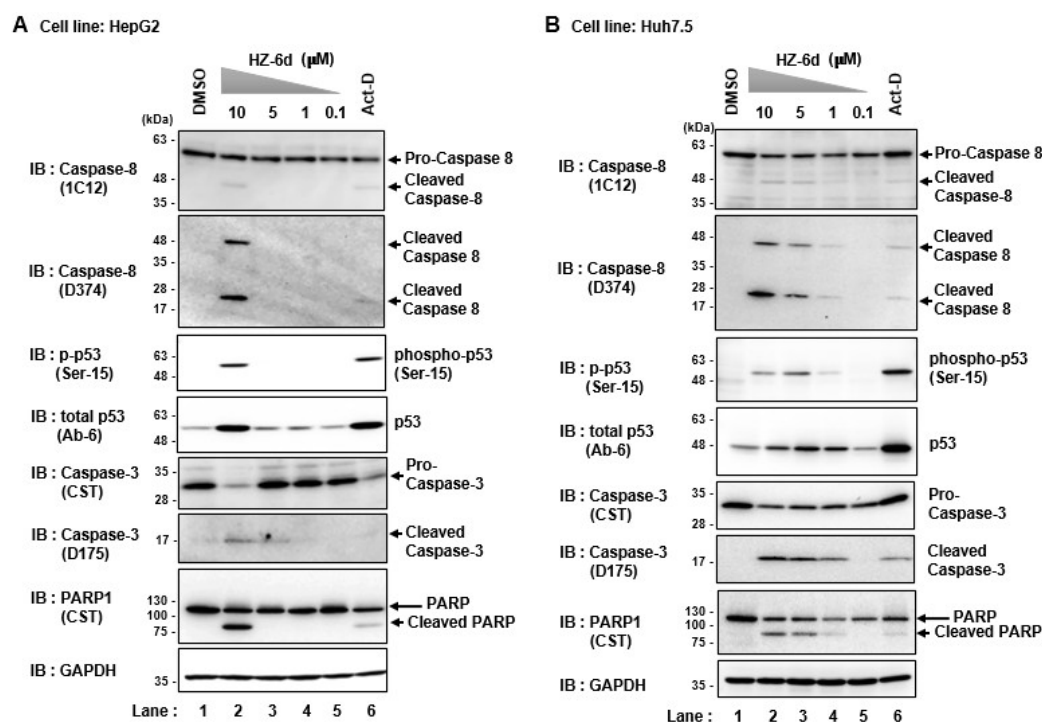 A Cell line: HepG2
HZ-6d (μM)
DMSO
10 5 1 0.1
Act-D
(kDa)
63 -
48 -
35 -
IB : Caspase-8
(1C12)
Pro-Caspase 8
Cleaved
Caspase-8
48 -
35 -
28 -
17 -
IB : Caspase-8
(D374)
Cleaved
Caspase 8
Cleaved
Caspase 8
IB : p-p53
(Ser-15)
63 -
48 -
phospho-p53
(Ser-15)
IB : total p53
(Ab-6)
63 -
48 -
p53
IB : Caspase-3
(CST)
35 -
28 -
Pro-
Caspase-3
IB : Caspase-3
(D175)
17 -
Cleaved
Caspase-3
IB : PARP1
(CST)
130 -
100 -
75 -
PARP
Cleaved PARP
IB : GAPDH
35 -
Lane : 1 2 3 4 5 6
B Cell line: Huh7.5
HZ-6d (μM)
DMSO
10 5 1 0.1
Act-D
(kDa)
63 -
48 -
35 -
IB : Caspase-8
(1C12)
Pro-Caspase 8
Cleaved
Caspase-8
48 -
35 -
28 -
17 -
IB : Caspase-8
(D374)
Cleaved
Caspase 8
Cleaved
Caspase 8
IB : p-p53
(Ser-15)
63 -
48 -
phospho-p53
(Ser-15)
IB : total p53
(Ab-6)
63 -
48 -
p53
IB : Caspase-3
(CST)
35 -
28 -
Pro-
Caspase-3
IB : Caspase-3
(D175)
17 -
Cleaved
Caspase-3
IB : PARP1
(CST)
130 -
100 -
75 -
PARP
Cleaved PARP
IB : GAPDH
35 -
Lane : 1 2 3 4 5 6